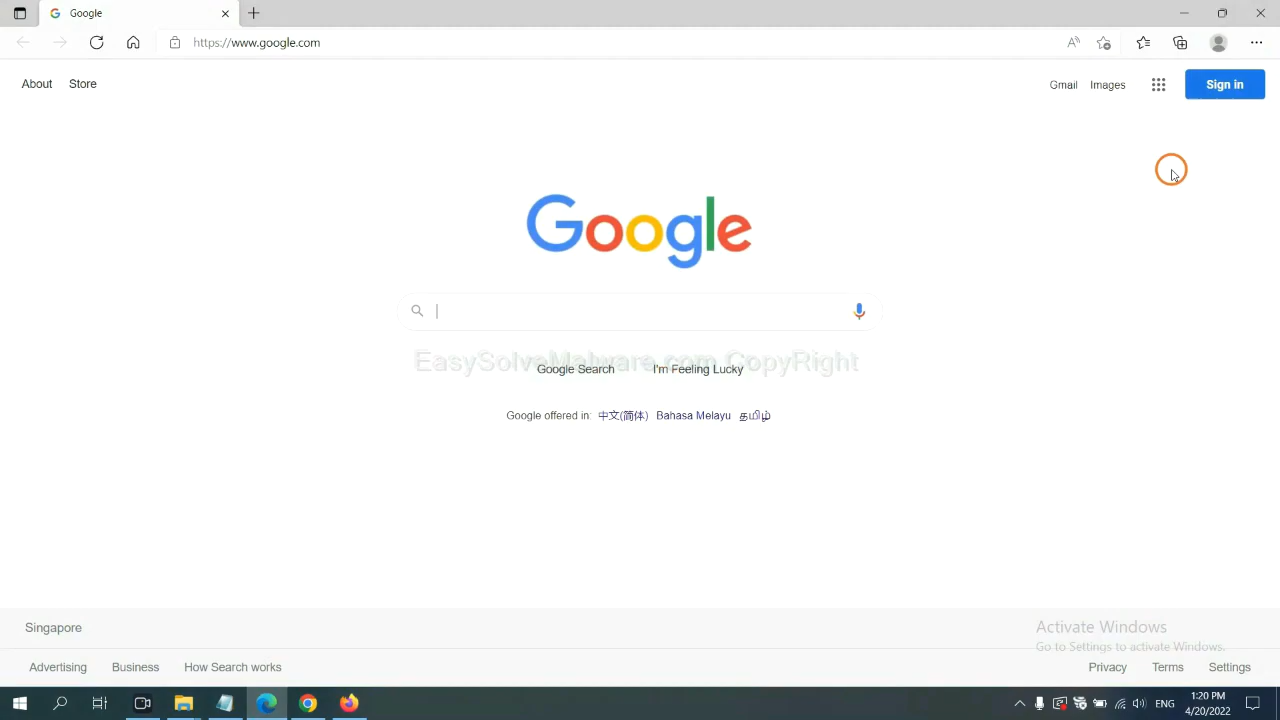 Google
https://www.google.com
About Store
Gmail Images Sign in
Google
EasySolveMalware.com CopyRight
Google Search I'm Feeling Lucky
Google offered in: 中文(简体) Bahasa Melayu தமிழ்
Singapore
Activate Windows
Go to Settings to activate Windows.
Advertising Business How Search works
Privacy Terms Settings
ENG
1:20 PM
4/20/2022